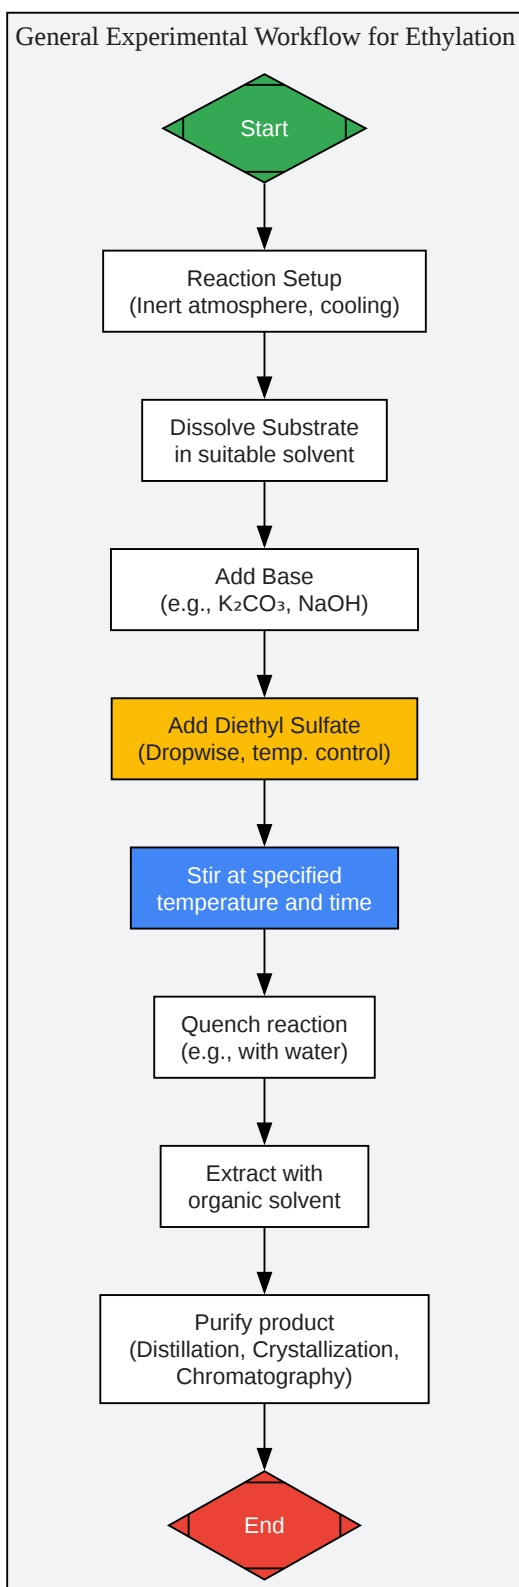 General Experimental Workflow for Ethylation
Start
Reaction Setup
(Inert atmosphere, cooling)
Dissolve Substrate
in suitable solvent
Add Base
(e.g., K₂CO₃, NaOH)
Add Diethyl Sulfate
(Dropwise, temp. control)
Stir at specified
temperature and time
Quench reaction
(e.g., with water)
Extract with
organic solvent
Purify product
(Distillation, Crystallization,
Chromatography)
End